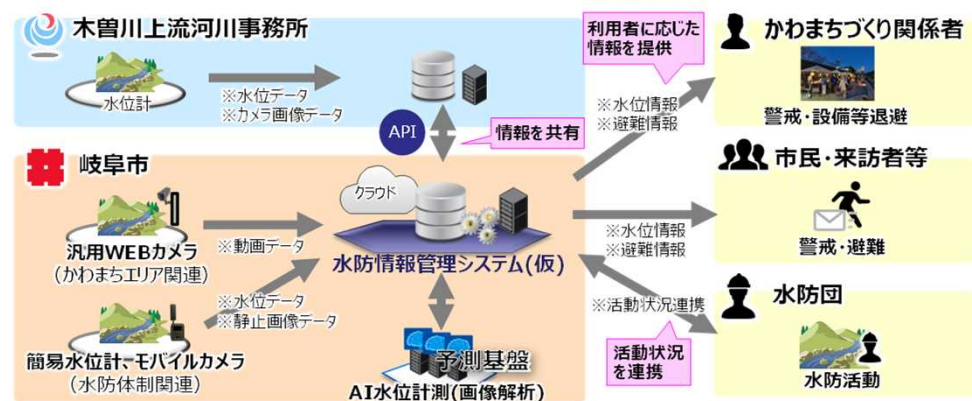 木曽川上流河川事務所
水位計
※水位データ
※カメラ画像データ
API
情報を共有
利用者に応じた
情報を提供
岐阜市
汎用WEBカメラ
(かわまちエリア関連)
※動画データ
クラウド
水防情報管理システム(仮)
簡易水位計、モバイルカメラ
(水防体制関連)
※水位データ
※静止画像データ
予測基盤
AI水位計測(画像解析)
※水位情報
※避難情報
※水位情報
※避難情報
※活動状況連携
活動状況
を連携
かわまちづくり関係者
警戒・設備等退避
市民・来訪者等
警戒・避難
水防団
水防活動